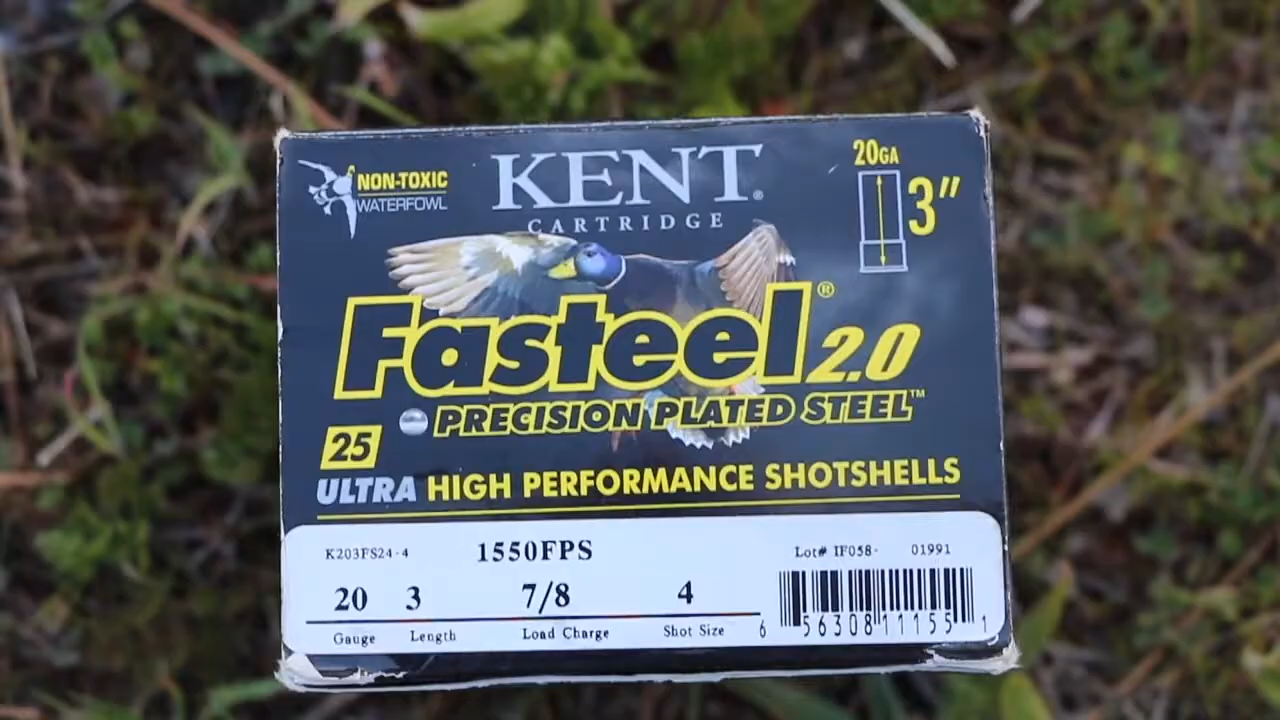 NON-TOXIC
WATERFOWL
KENT®
CARTRIDGE
20GA
3"
Fasteel® 2.0
PRECISION PLATED STEEL™
25
ULTRA HIGH PERFORMANCE SHOTSHELLS
K203FS24-4 1550FPS Lot# IF058- 01991
20 3 7/8 4
Gauge Length Load Charge Shot Size
6 56308 11155 1